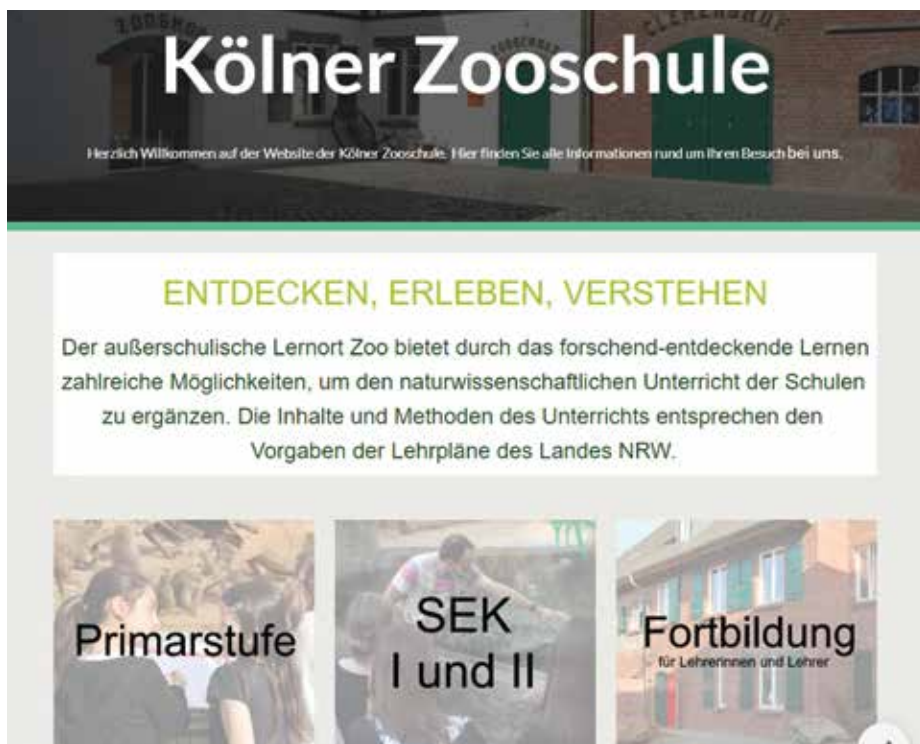 ZOOSHOP
CLEMENSHOF
Kölner Zooschule
Herzlich Willkommen auf der Website der Kölner Zooschule. Hier finden Sie alle Informationen rund um Ihren Besuch bei uns.
ENTDECKEN, ERLEBEN, VERSTEHEN
Der außerschulische Lernort Zoo bietet durch das forschend-entdeckende Lernen
zahlreiche Möglichkeiten, um den naturwissenschaftlichen Unterricht der Schulen
zu ergänzen. Die Inhalte und Methoden des Unterrichts entsprechen den
Vorgaben der Lehrpläne des Landes NRW.
Primarstufe
SEK
I und II
Fortbildung
für Lehrerinnen und Lehrer